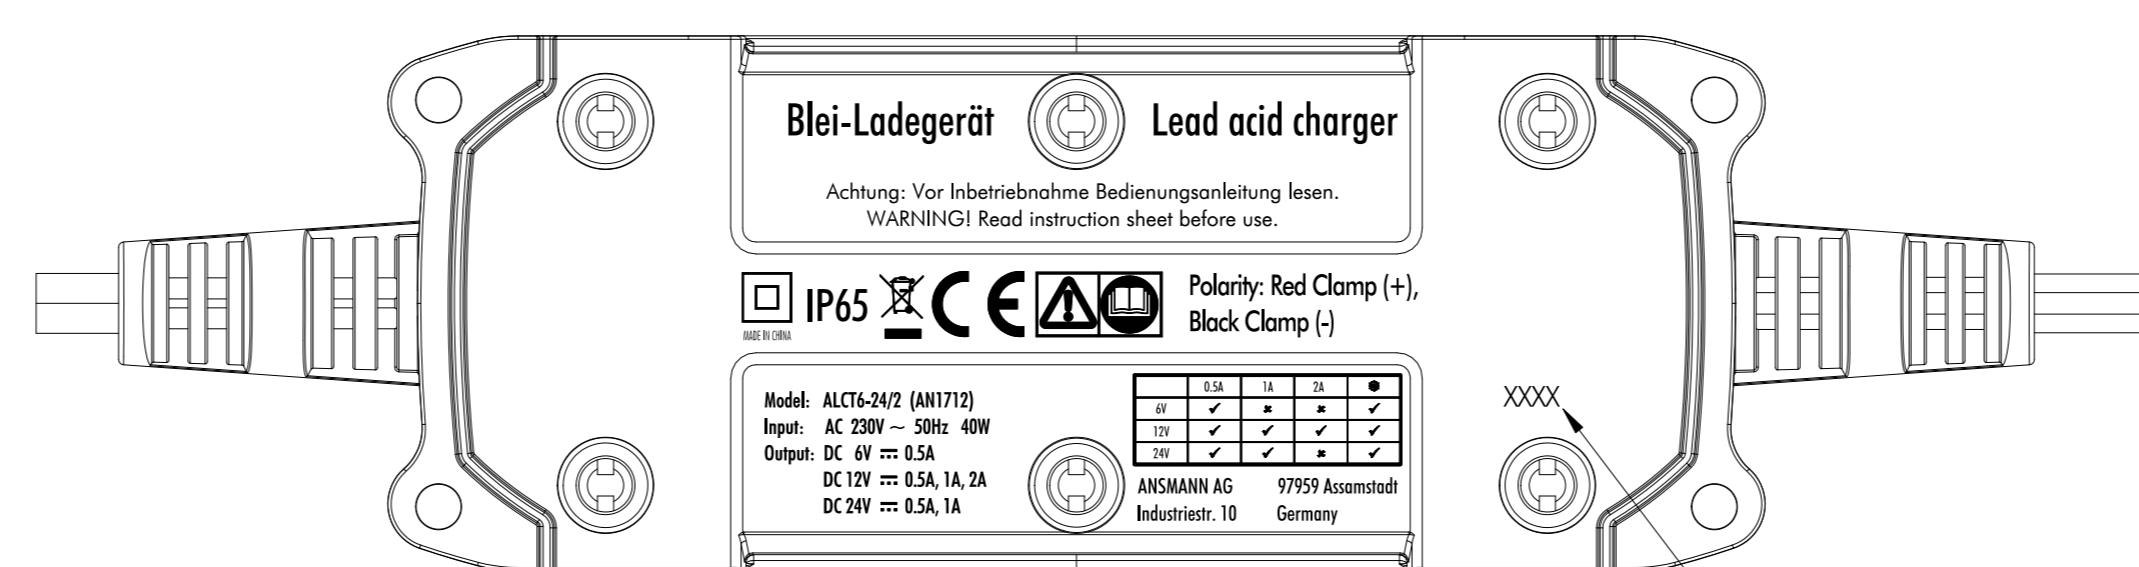 Blei-Ladegerät
Lead acid charger
Achtung: Vor Inbetriebnahme Bedienungsanleitung lesen.
WARNING! Read instruction sheet before use.
IP65
CE
MADE IN CHINA
Polarity: Red Clamp (+),
Black Clamp (-)
Model: ALCT6-24/2 (AN1712)
Input: AC 230V ~ 50Hz 40W
Output: DC 6V ⎓ 0.5A
DC 12V ⎓ 0.5A, 1A, 2A
DC 24V ⎓ 0.5A, 1A
0.5A 1A 2A
6V ✓ ✗ ✗ ✓
12V ✓ ✓ ✓ ✓
24V ✓ ✓ ✗ ✓
ANSMANN AG 97959 Assamstadt
Industriestr. 10 Germany
XXXX